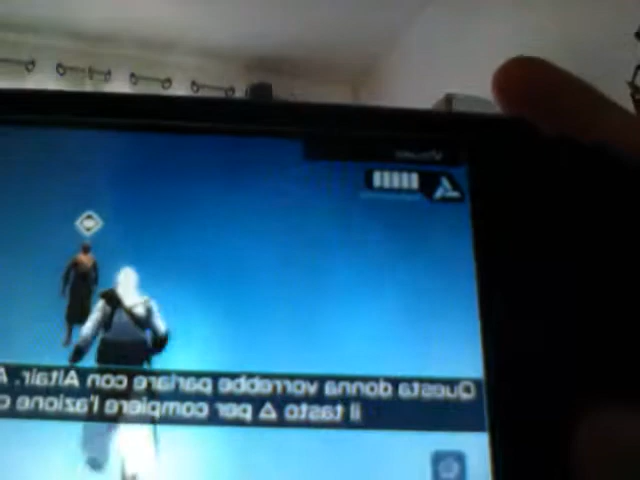 Questa donna vorrebbe parlare con Altair. A
il tasto Δ per compiere l'azione c